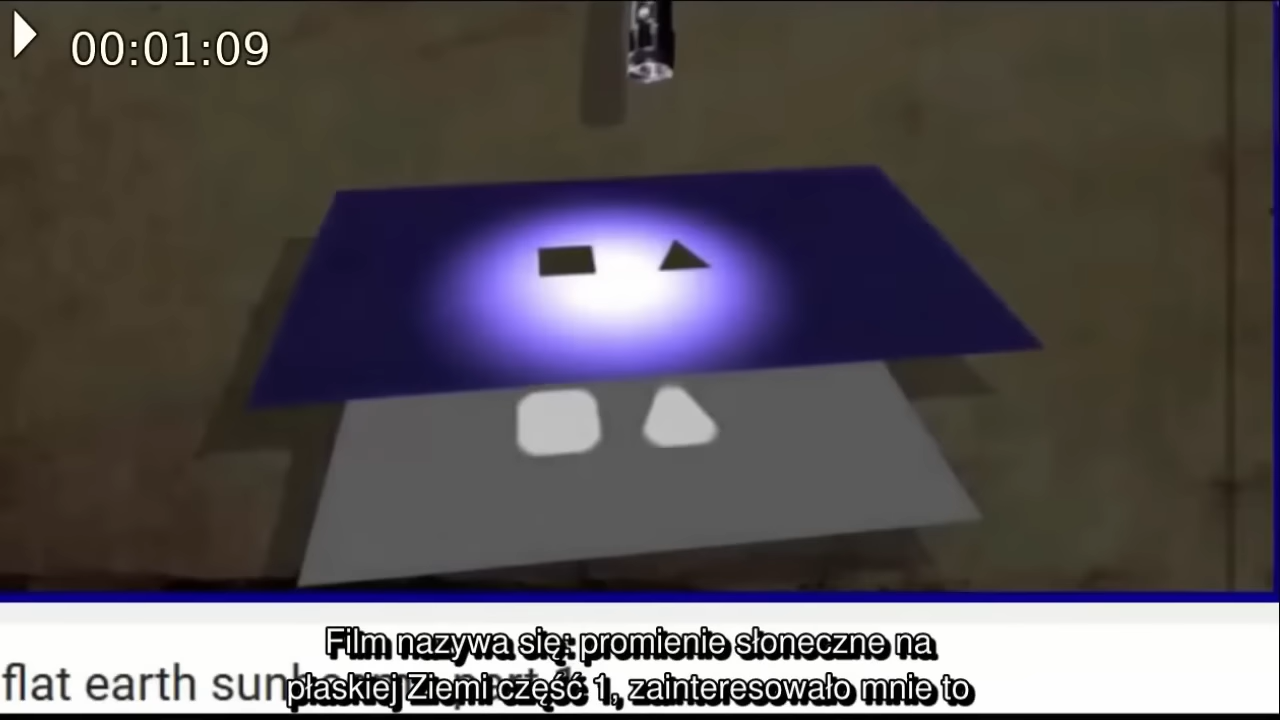 00:01:09
Film nazywa się: promienie słoneczne na
płaskiej Ziemi część 1, zainteresowało mnie to
flat earth sun